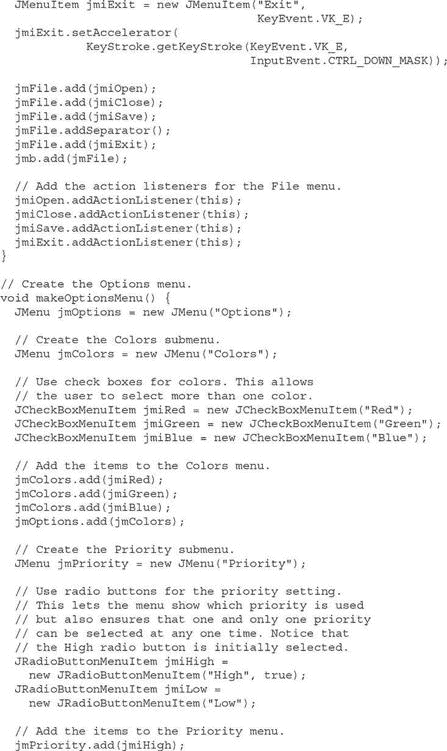 JMenuItem jmiExit = new JMenuItem("Exit",
KeyEvent.VK_E);
jmiExit.setAccelerator(
KeyStroke.getKeyStroke(KeyEvent.VK_E,
InputEvent.CTRL_DOWN_MASK));
jmFile.add(jmiOpen);
jmFile.add(jmiClose);
jmFile.add(jmiSave);
jmFile.addSeparator();
jmFile.add(jmiExit);
jmb.add(jmFile);
// Add the action listeners for the File menu.
jmiOpen.addActionListener(this);
jmiClose.addActionListener(this);
jmiSave.addActionListener(this);
jmiExit.addActionListener(this);
}
// Create the Options menu.
void makeOptionsMenu() {
JMenu jmOptions = new JMenu("Options");
// Create the Colors submenu.
JMenu jmColors = new JMenu("Colors");
// Use check boxes for colors. This allows
// the user to select more than one color.
JCheckBoxMenuItem jmiRed = new JCheckBoxMenuItem("Red");
JCheckBoxMenuItem jmiGreen = new JCheckBoxMenuItem("Green");
JCheckBoxMenuItem jmiBlue = new JCheckBoxMenuItem("Blue");
// Add the items to the Colors menu.
jmColors.add(jmiRed);
jmColors.add(jmiGreen);
jmColors.add(jmiBlue);
jmOptions.add(jmColors);
// Create the Priority submenu.
JMenu jmPriority = new JMenu("Priority");
// Use radio buttons for the priority setting.
// This lets the menu show which priority is used
// but also ensures that one and only one priority
// can be selected at any one time. Notice that
// the High radio button is initially selected.
JRadioButtonMenuItem jmiHigh =
new JRadioButtonMenuItem("High", true);
JRadioButtonMenuItem jmiLow =
new JRadioButtonMenuItem("Low");
// Add the items to the Priority menu.
jmPriority.add(jmiHigh);